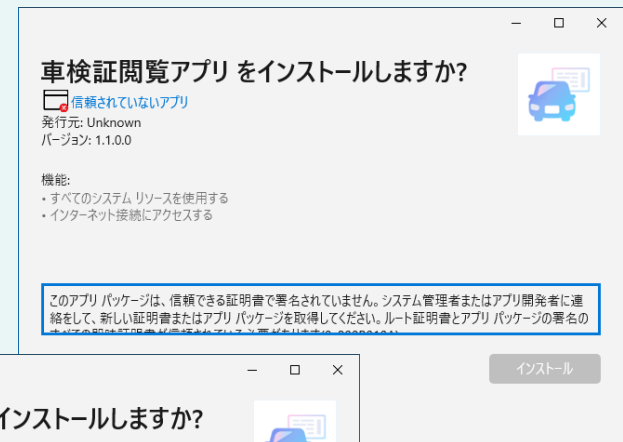 車検証閲覧アプリ をインストールしますか?
信頼されていないアプリ
発行元: Unknown
バージョン: 1.1.0.0
機能:
・すべてのシステム リソースを使用する
・インターネット接続にアクセスする
このアプリ パッケージは、信頼できる証明書で署名されていません。システム管理者またはアプリ開発者に連
絡をして、新しい証明書またはアプリ パッケージを取得してください。ルート証明書とアプリ パッケージの署名の
インストール
インストールしますか?